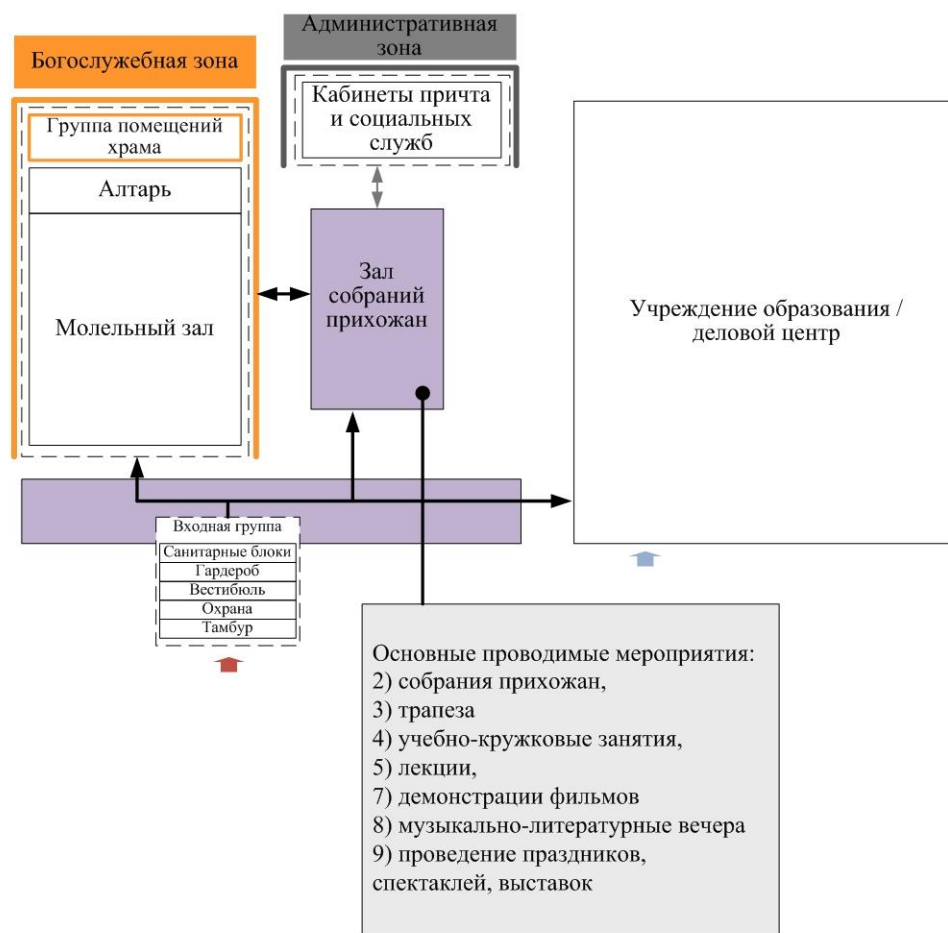 Административная
зона
Богослужебная зона
Кабинеты причта
и социальных
служб
Группа помещений
храма
Алтарь
Молельный зал
Зал
собраний
прихожан
Учреждение образования /
деловой центр
Входная группа
Санитарные блоки
Гардероб
Вестибюль
Охрана
Тамбур
Основные проводимые мероприятия:
2) собрания прихожан,
3) трапеза
4) учебно-кружковые занятия,
5) лекции,
7) демонстрации фильмов
8) музыкально-литературные вечера
9) проведение праздников,
спектаклей, выставок